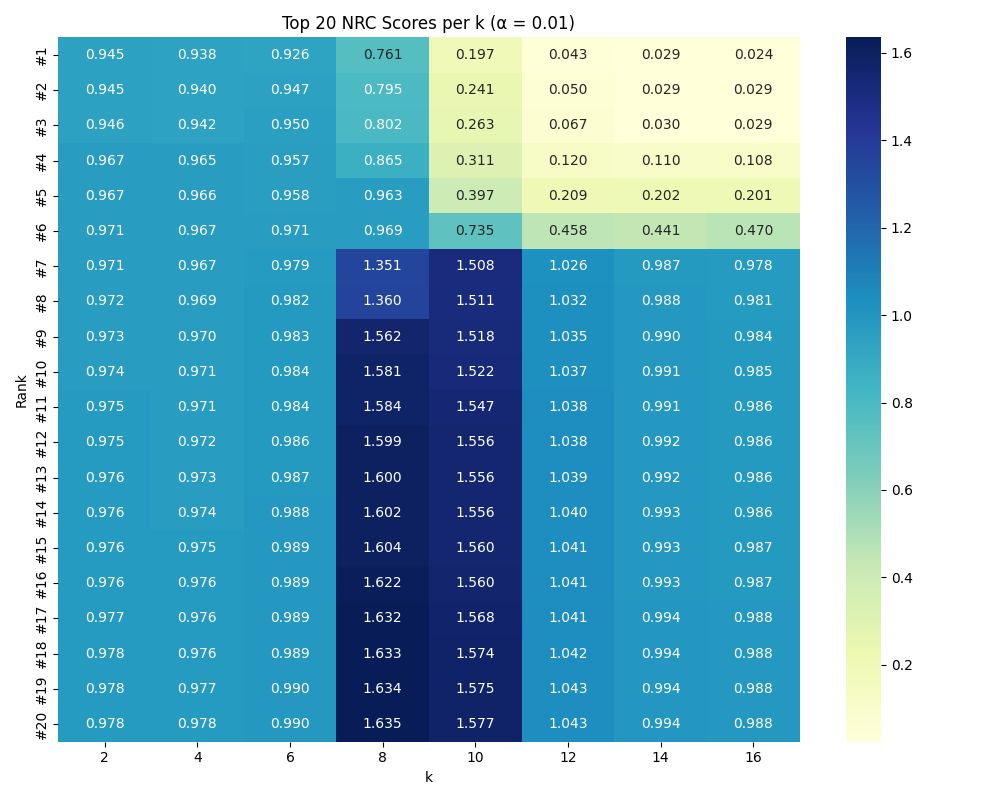 Top 20 NRC Scores per k (α = 0.01)
Rank
#1 0.945 0.938 0.926 0.761 0.197 0.043 0.029 0.024
#2 0.945 0.940 0.947 0.795 0.241 0.050 0.029 0.029
#3 0.946 0.942 0.950 0.802 0.263 0.067 0.030 0.029
#4 0.967 0.965 0.957 0.865 0.311 0.120 0.110 0.108
#5 0.967 0.966 0.958 0.963 0.397 0.209 0.202 0.201
#6 0.971 0.967 0.971 0.969 0.735 0.458 0.441 0.470
#7 0.971 0.967 0.979 1.351 1.508 1.026 0.987 0.978
#8 0.972 0.969 0.982 1.360 1.511 1.032 0.988 0.981
#9 0.973 0.970 0.983 1.562 1.518 1.035 0.990 0.984
#10 0.974 0.971 0.984 1.581 1.522 1.037 0.991 0.985
#11 0.975 0.971 0.984 1.584 1.547 1.038 0.991 0.986
#12 0.975 0.972 0.986 1.599 1.556 1.038 0.992 0.986
#13 0.976 0.973 0.987 1.600 1.556 1.039 0.992 0.986
#14 0.976 0.974 0.988 1.602 1.556 1.040 0.993 0.986
#15 0.976 0.975 0.989 1.604 1.560 1.041 0.993 0.987
#16 0.976 0.976 0.989 1.622 1.560 1.041 0.993 0.987
#17 0.977 0.976 0.989 1.632 1.568 1.041 0.994 0.988
#18 0.978 0.976 0.989 1.633 1.574 1.042 0.994 0.988
#19 0.978 0.977 0.990 1.634 1.575 1.043 0.994 0.988
#20 0.978 0.978 0.990 1.635 1.577 1.043 0.994 0.988
2 4 6 8 10 12 14 16
k
1.6
1.4
1.2
1.0
0.8
0.6
0.4
0.2